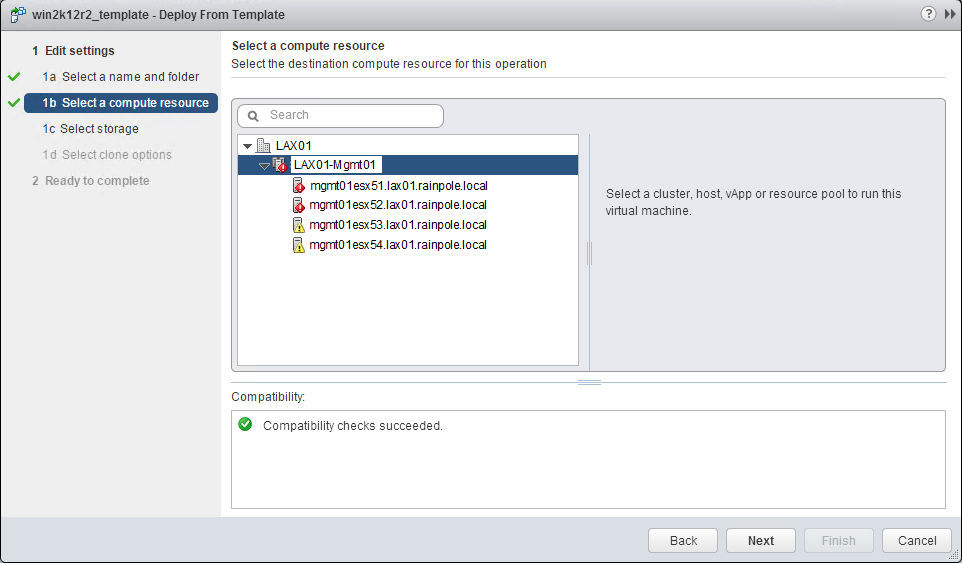 win2k12r2_template - Deploy From Template
1 Edit settings
1a Select a name and folder
1b Select a compute resource
1c Select storage
1d Select clone options
2 Ready to complete
Select a compute resource
Select the destination compute resource for this operation
Search
LAX01
LAX01-Mgmt01
mgmt01esx51.lax01.rainpole.local
mgmt01esx52.lax01.rainpole.local
mgmt01esx53.lax01.rainpole.local
mgmt01esx54.lax01.rainpole.local
Select a cluster, host, vApp or resource pool to run this
virtual machine.
Compatibility:
Compatibility checks succeeded.
Back
Next
Finish
Cancel